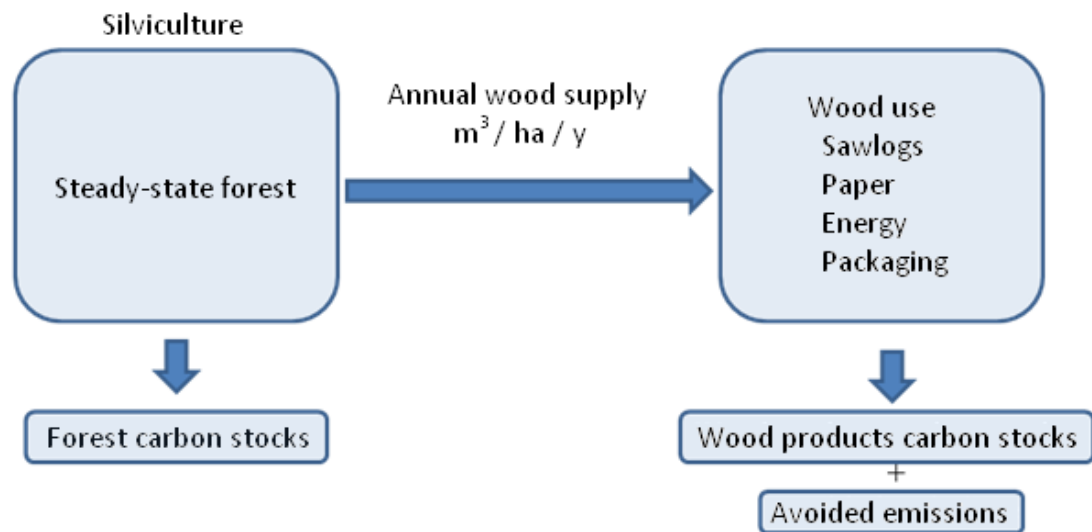 Silviculture
Steady-state forest
Annual wood supply
m³ / ha / y
Wood use
Sawlogs
Paper
Energy
Packaging
Forest carbon stocks
Wood products carbon stocks
+
Avoided emissions